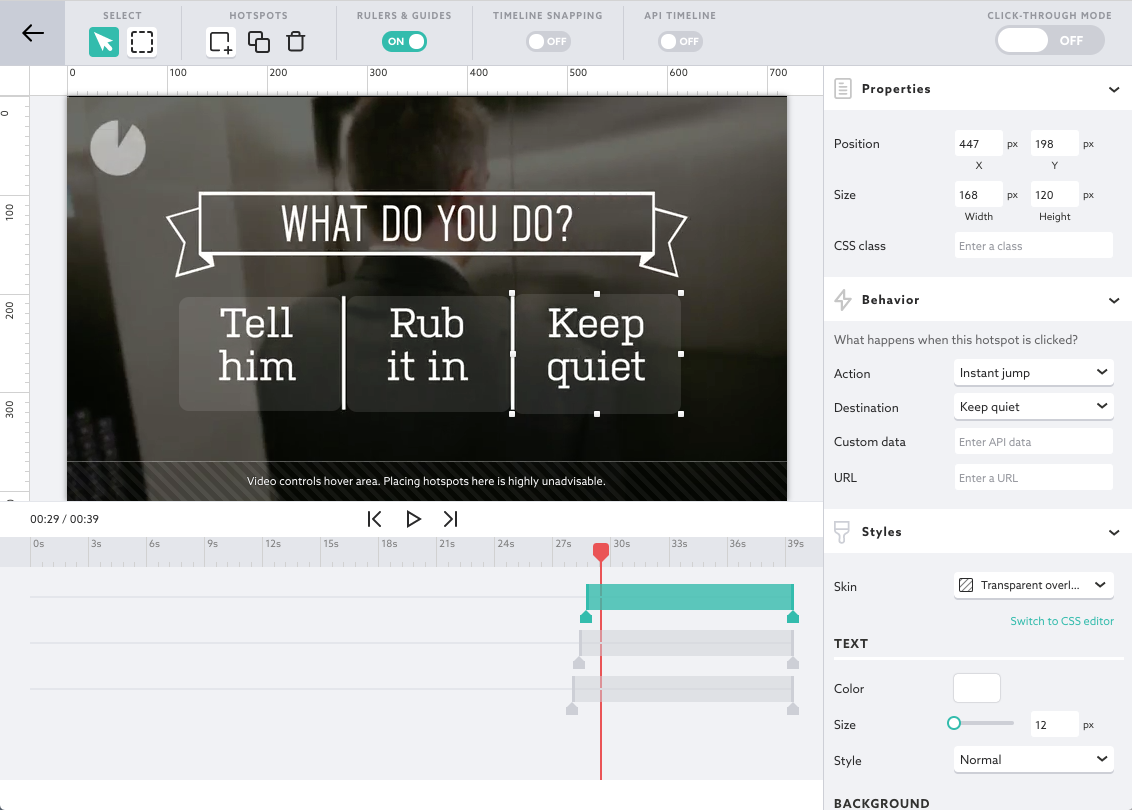 SELECT
HOTSPOTS
RULERS & GUIDES
TIMELINE SNAPPING
API TIMELINE
CLICK-THROUGH MODE
ON
OFF
OFF
OFF
0 100 200 300 400 500 600 700
0
100
200
300
WHAT DO YOU DO?
Tell
him
Rub
it in
Keep
quiet
Video controls hover area. Placing hotspots here is highly unadvisable.
00:29 / 00:39
0s 3s 6s 9s 12s 15s 18s 21s 24s 27s 30s 33s 36s 39s
Properties
Position 447 px 198 px
X Y
Size 168 px 120 px
Width Height
CSS class Enter a class
Behavior
What happens when this hotspot is clicked?
Action Instant jump
Destination Keep quiet
Custom data Enter API data
URL Enter a URL
Styles
Skin Transparent overl...
Switch to CSS editor
TEXT
Color
Size 12 px
Style Normal
BACKGROUND